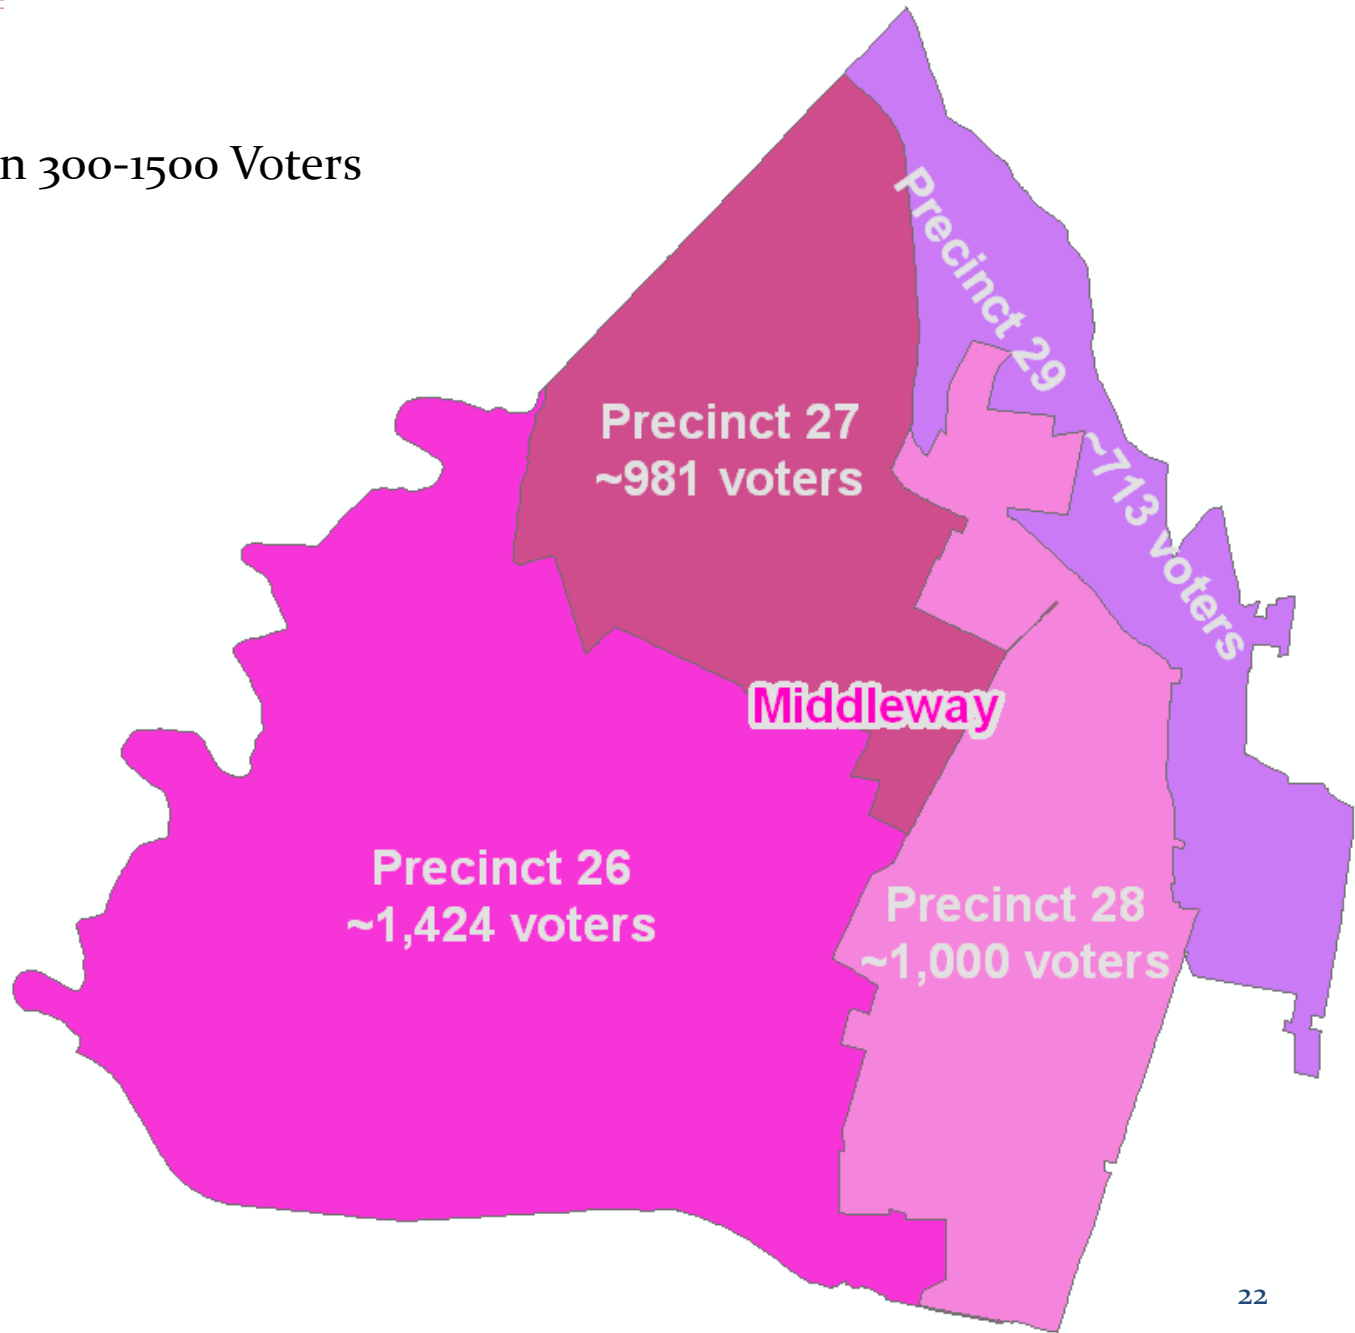 n 300-1500 Voters
Precinct 29
~713 voters
Precinct 27
~981 voters
Middleway
Precinct 26
~1,424 voters
Precinct 28
~1,000 voters
22